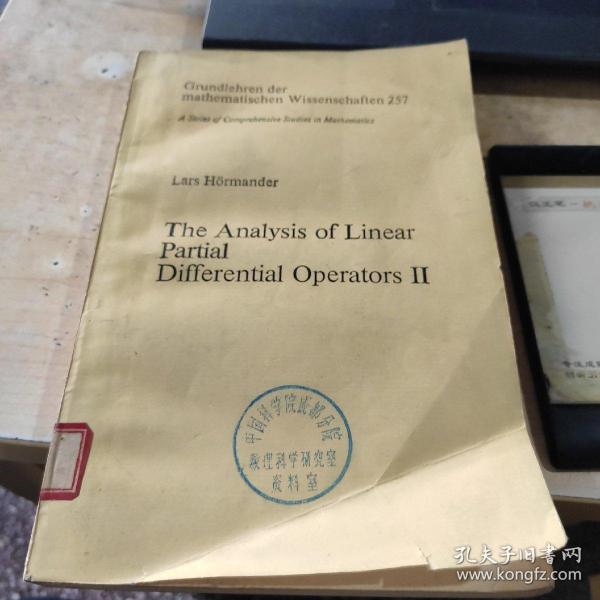 Grundlehren der
mathematischen Wissenschaften 257
A Series of Comprehensive Studies in Mathematics
Lars Hörmander
The Analysis of Linear
Partial
Differential Operators II
中国科学院成都分院
数理科学研究室
资料室
孔夫子旧书网
www.kongfz.com